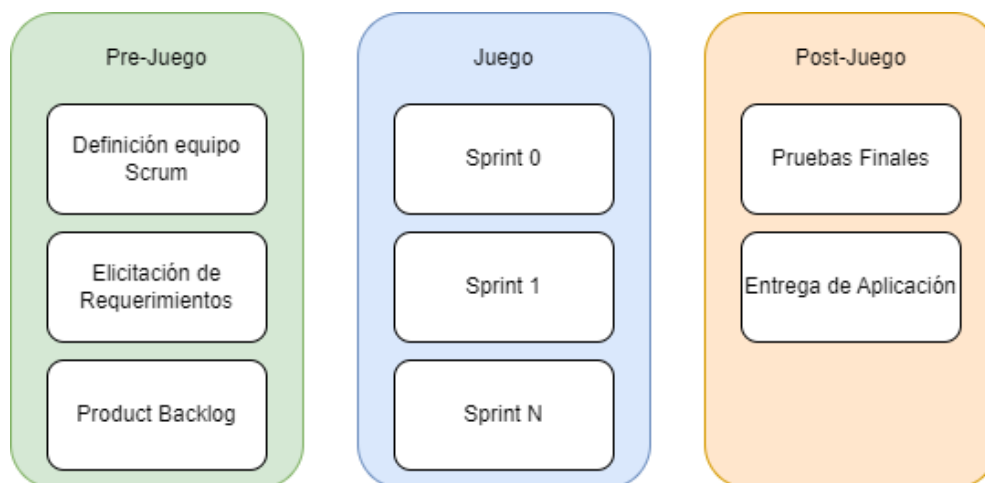 Pre-Juego
Definición equipo
Scrum
Elicitación de
Requerimientos
Product Backlog
Juego
Sprint 0
Sprint 1
Sprint N
Post-Juego
Pruebas Finales
Entrega de Aplicación